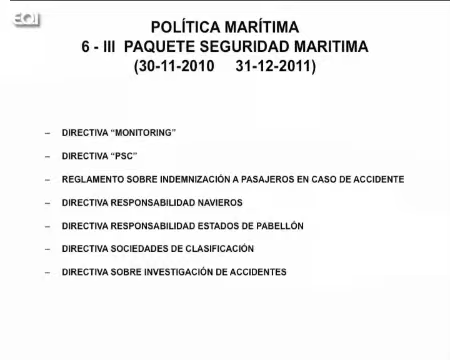 EOI
POLÍTICA MARÍTIMA
6 - III PAQUETE SEGURIDAD MARITIMA
(30-11-2010 31-12-2011)
– DIRECTIVA “MONITORING”
– DIRECTIVA “PSC”
– REGLAMENTO SOBRE INDEMNIZACIÓN A PASAJEROS EN CASO DE ACCIDENTE
– DIRECTIVA RESPONSABILIDAD NAVIEROS
– DIRECTIVA RESPONSABILIDAD ESTADOS DE PABELLÓN
– DIRECTIVA SOCIEDADES DE CLASIFICACIÓN
– DIRECTIVA SOBRE INVESTIGACIÓN DE ACCIDENTES